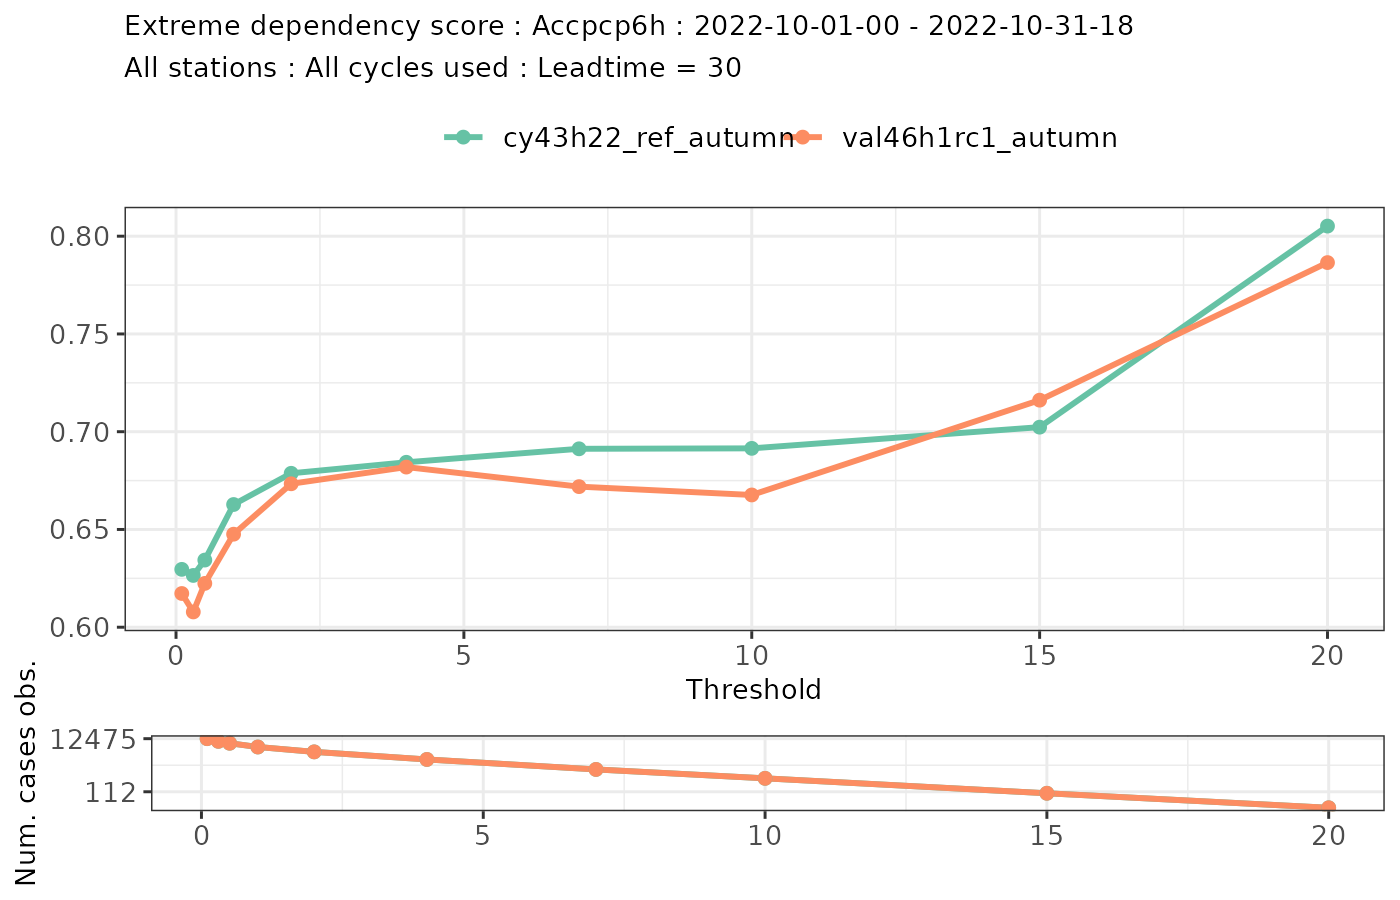 Extreme dependency score : Accpcp6h : 2022-10-01-00 - 2022-10-31-18
All stations : All cycles used : Leadtime = 30
cy43h22_ref_autumn val46h1rc1_autumn
0.80
0.75
0.70
0.65
0.60
0 5 10 15 20
Threshold
Num. cases obs.
12475
112
0 5 10 15 20